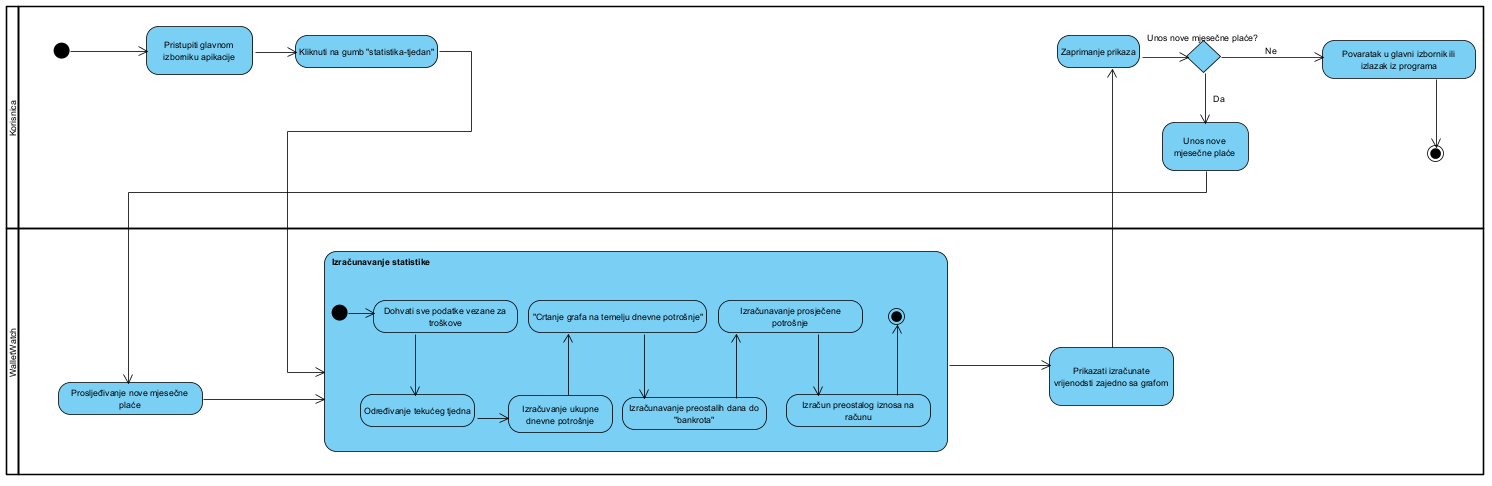 Korisnica
Pristupiti glavnom
izborniku apikacije
Kliknuti na gumb "statistika-tjedan"
Zaprimanje prikaza
Unos nove mjesečne plaće?
Ne
Povaratak u glavni izbornik ili
izlazak iz programa
Da
Unos nove
mjesečne plaće
WalletWatch
Prosljeđivanje nove mjesečne
plaće
Izračunavanje statistike
Dohvati sve podatke vezane za
troškove
"Crtanje grafa na temelju dnevne potrošnje"
Izračunavanje prosječene
potrošnje
Određivanje tekućeg tjedna
Izračuvanje ukupne
dnevne potrošnje
Izračunavanje preostalih dana do
"bankrota"
Izračun preostalog iznosa na
računu
Prikazati izračunate
vrijenodsti zajedno sa grafom